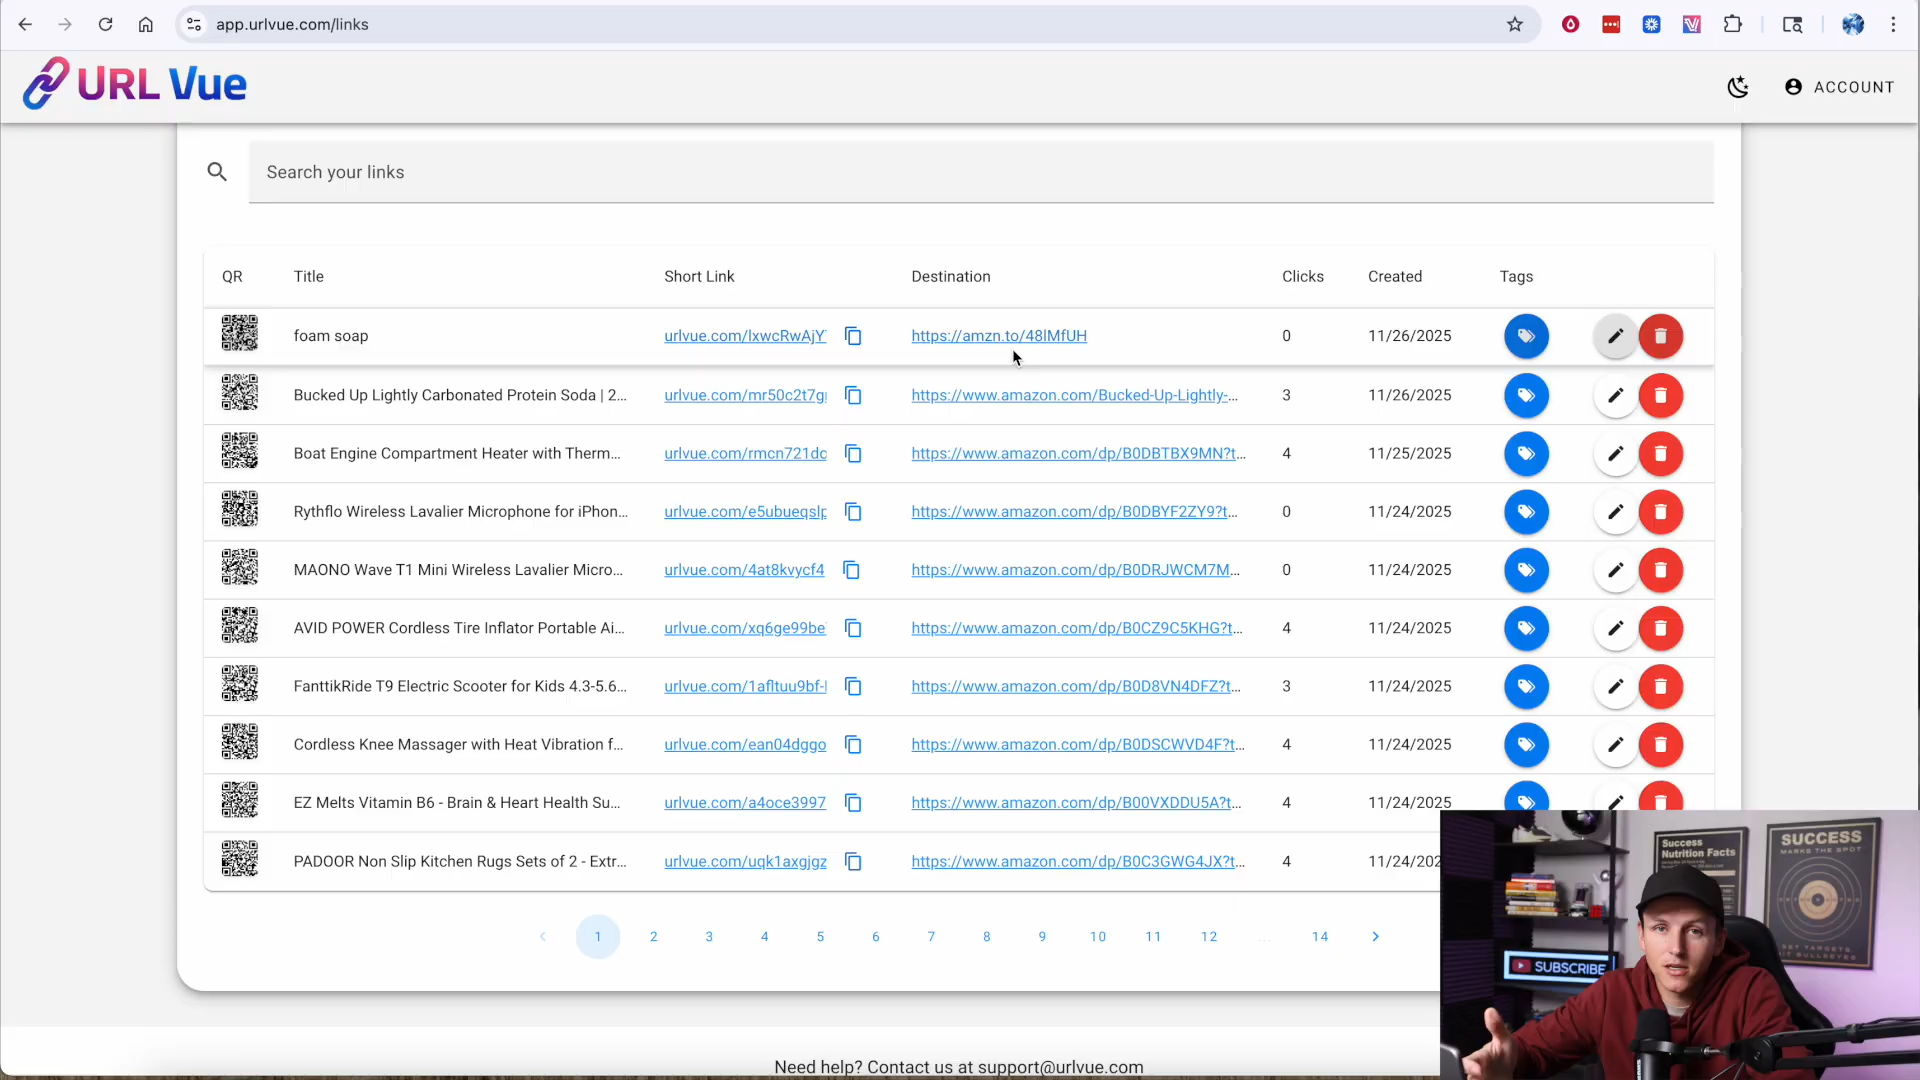 app.urlvue.com/links
URL Vue
ACCOUNT
Search your links
QR Title Short Link Destination Clicks Created Tags
foam soap urlvue.com/lxwcRwAjY https://amzn.to/48lMfUH 0 11/26/2025
Bucked Up Lightly Carbonated Protein Soda | 2... urlvue.com/mr50c2t7g https://www.amazon.com/Bucked-Up-Lightly-... 3 11/26/2025
Boat Engine Compartment Heater with Therm... urlvue.com/rmcn721dc https://www.amazon.com/dp/B0DBTBX9MN?t... 4 11/25/2025
Rythflo Wireless Lavalier Microphone for iPhon... urlvue.com/e5ubueqslp https://www.amazon.com/dp/B0DBYF2ZY9?t... 0 11/24/2025
MAONO Wave T1 Mini Wireless Lavalier Micro... urlvue.com/4at8kvycf4 https://www.amazon.com/dp/B0DRJWCM7M... 0 11/24/2025
AVID POWER Cordless Tire Inflator Portable Ai... urlvue.com/xq6ge99be https://www.amazon.com/dp/B0CZ9C5KHG?t... 4 11/24/2025
FanttikRide T9 Electric Scooter for Kids 4.3-5.6... urlvue.com/1afltuu9bf- https://www.amazon.com/dp/B0D8VN4DFZ?t... 3 11/24/2025
Cordless Knee Massager with Heat Vibration f... urlvue.com/ean04dggo https://www.amazon.com/dp/B0DSCWVD4F?t... 4 11/24/2025
EZ Melts Vitamin B6 - Brain & Heart Health Su... urlvue.com/a4oce3997 https://www.amazon.com/dp/B00VXDDU5A?t... 4 11/24/2025
PADOOR Non Slip Kitchen Rugs Sets of 2 - Extr... urlvue.com/uqk1axgjgz https://www.amazon.com/dp/B0C3GWG4JX?t... 4 11/24/202
1 2 3 4 5 6 7 8 9 10 11 12 ... 14
Need help? Contact us at support@urlvue.com
Success
Nutrition Facts
SUCCESS
MARKS THE SPOT
SET TARGETS,
HIT BULLSEYES
SUBSCRIBE